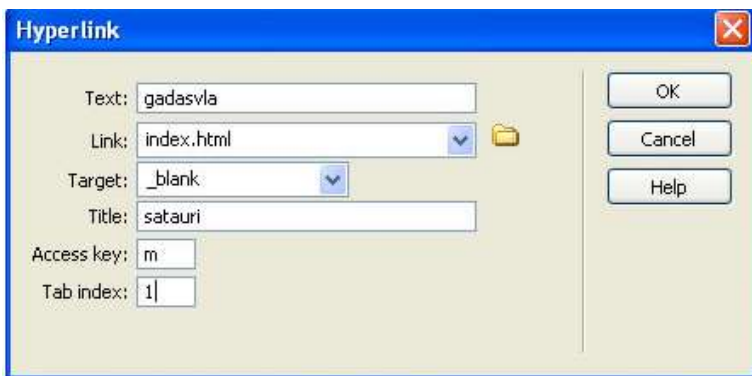 Hyperlink
Text: gadasvla
Link: index.html
Target: _blank
Title: satauri
Access key: m
Tab index: 1
OK
Cancel
Help